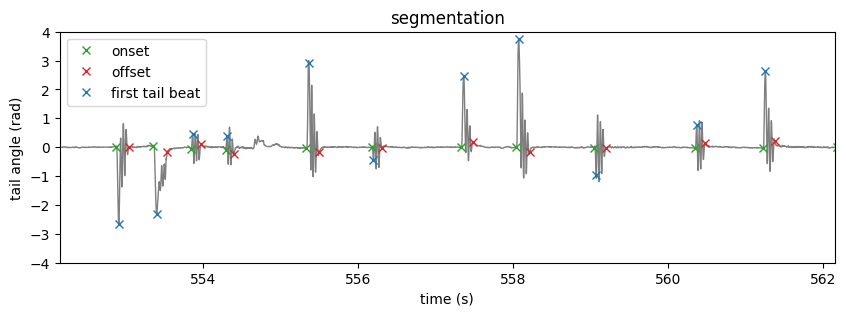 segmentation
onset
offset
first tail beat
tail angle (rad)
4
3
2
1
0
−1
−2
−3
−4
554
556
558
560
562
time (s)